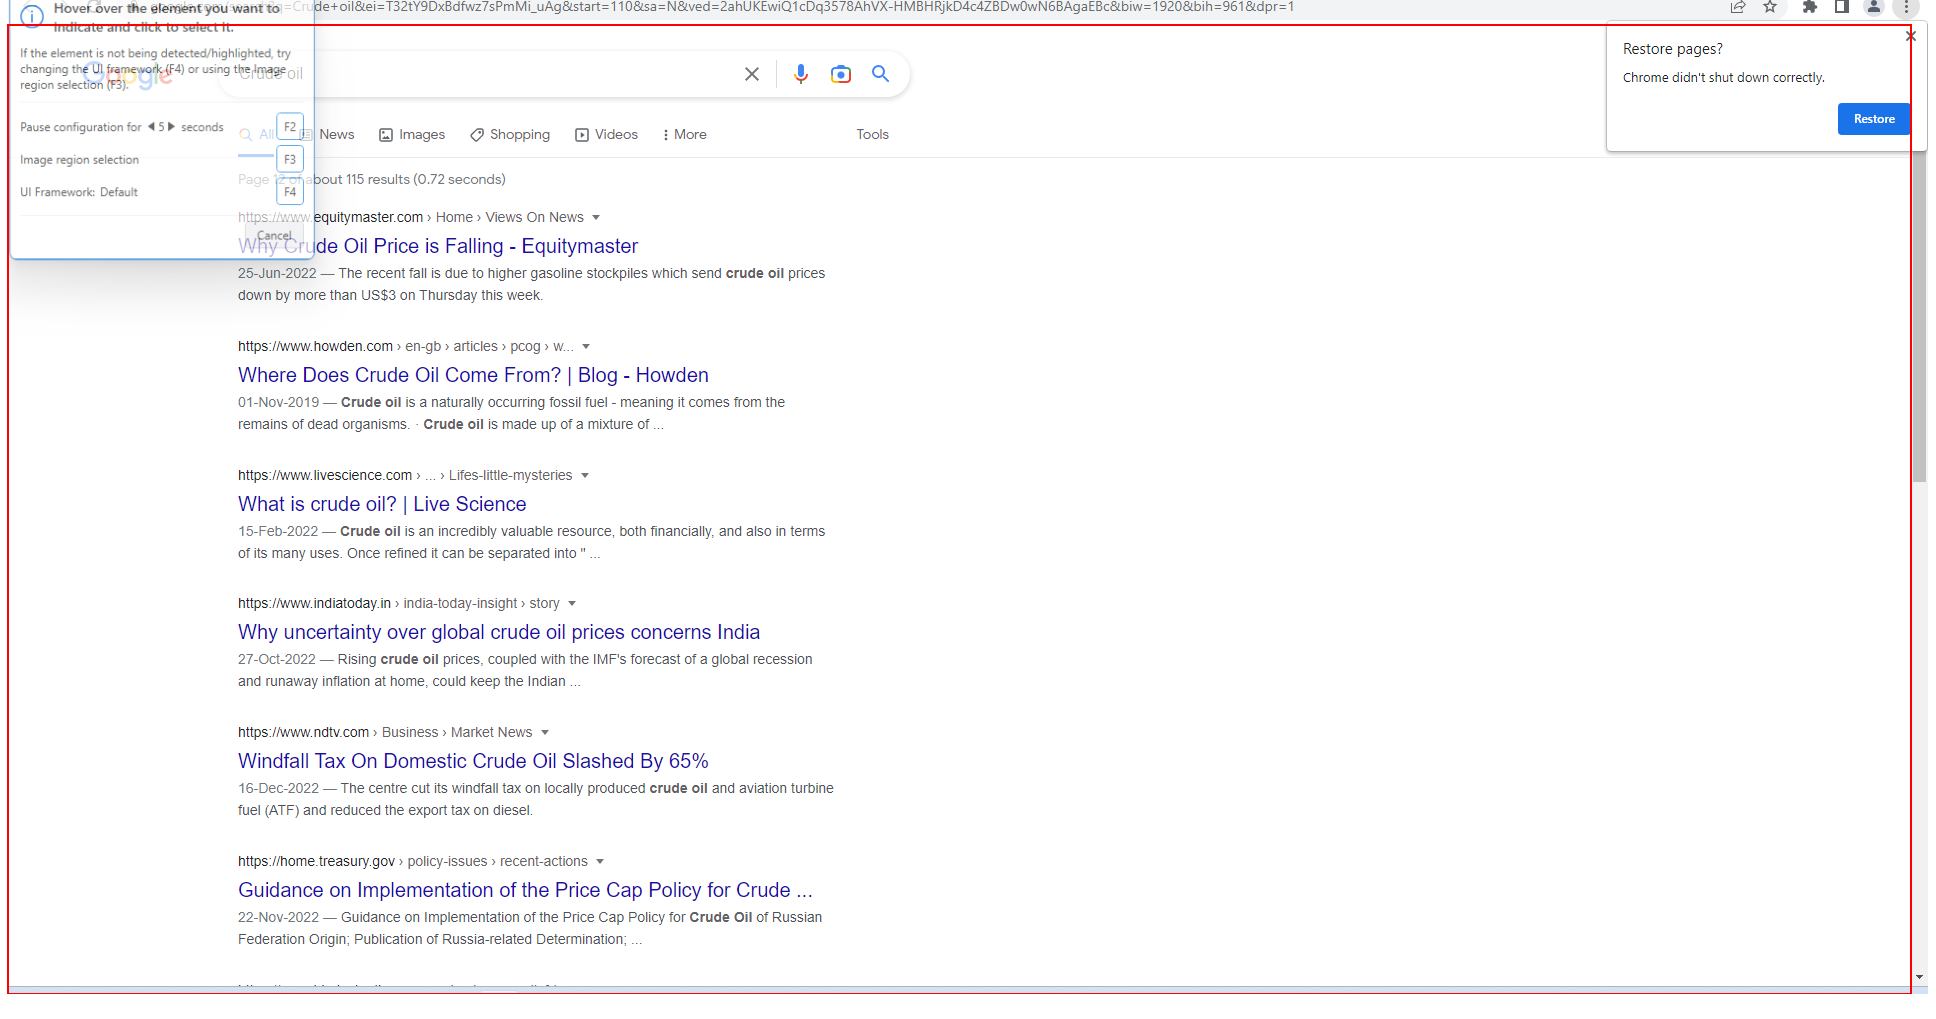 Hover over the element you want to
indicate and click to select it.
If the element is not being detected/highlighted, try
changing the UI framework (F4) or using the Image
region selection (F3).
Pause configuration for 5 seconds F2
Image region selection F3
UI Framework: Default F4
Cancel
Crude+oil&ei=T32tY9DxBdfwz7sPmMi_uAg&start=110&sa=N&ved=2ahUKEwiQ1cDq3578AhVX-HMBHRjkD4c4ZBDw0wN6BAgaEBc&biw=1920&bih=961&dpr=1
Restore pages?
Chrome didn't shut down correctly.
Restore
Google
Crude oil
All News Images Shopping Videos More Tools
Page 12 of about 115 results (0.72 seconds)
https://www.equitymaster.com › Home › Views On News
Why Crude Oil Price is Falling - Equitymaster
25-Jun-2022 — The recent fall is due to higher gasoline stockpiles which send crude oil prices
down by more than US$3 on Thursday this week.
https://www.howden.com › en-gb › articles › pcog › w...
Where Does Crude Oil Come From? | Blog - Howden
01-Nov-2019 — Crude oil is a naturally occurring fossil fuel - meaning it comes from the
remains of dead organisms. · Crude oil is made up of a mixture of ...
https://www.livescience.com › ... › Lifes-little-mysteries
What is crude oil? | Live Science
15-Feb-2022 — Crude oil is an incredibly valuable resource, both financially, and also in terms
of its many uses. Once refined it can be separated into " ...
https://www.indiatoday.in › india-today-insight › story
Why uncertainty over global crude oil prices concerns India
27-Oct-2022 — Rising crude oil prices, coupled with the IMF's forecast of a global recession
and runaway inflation at home, could keep the Indian ...
https://www.ndtv.com › Business › Market News
Windfall Tax On Domestic Crude Oil Slashed By 65%
16-Dec-2022 — The centre cut its windfall tax on locally produced crude oil and aviation turbine
fuel (ATF) and reduced the export tax on diesel.
https://home.treasury.gov › policy-issues › recent-actions
Guidance on Implementation of the Price Cap Policy for Crude ...
22-Nov-2022 — Guidance on Implementation of the Price Cap Policy for Crude Oil of Russian
Federation Origin; Publication of Russia-related Determination; ...